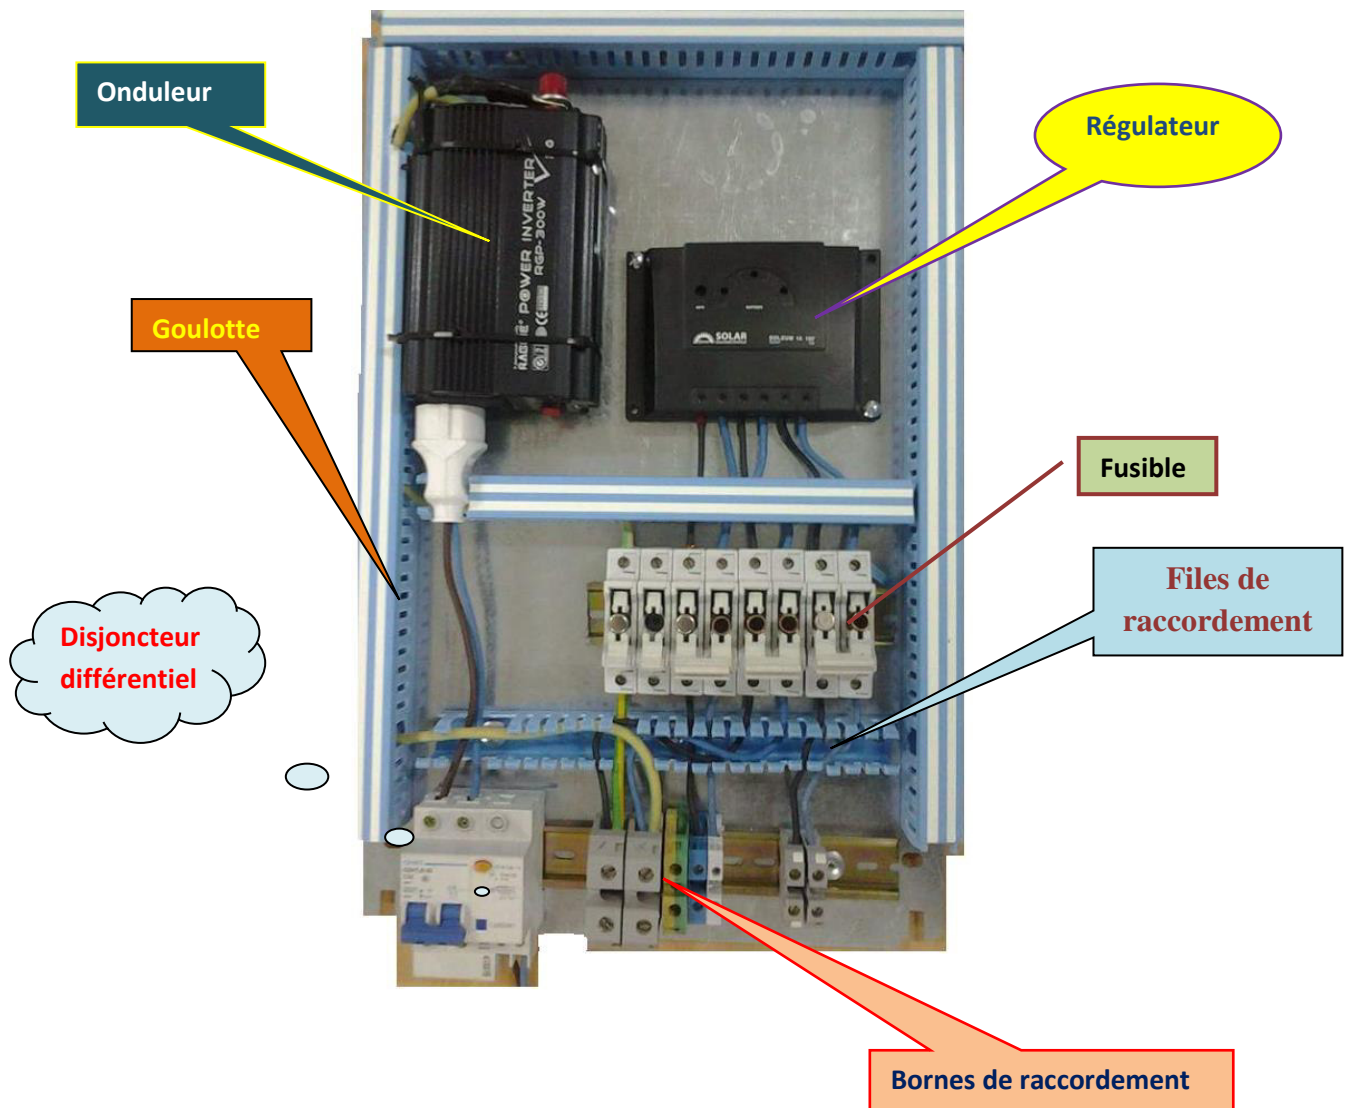 Onduleur
Régulateur
POWER INVERTER
RGP-300W
Goulotte
SOLAR
Fusible
Files de
raccordement
Disjoncteur
différentiel
Bornes de raccordement